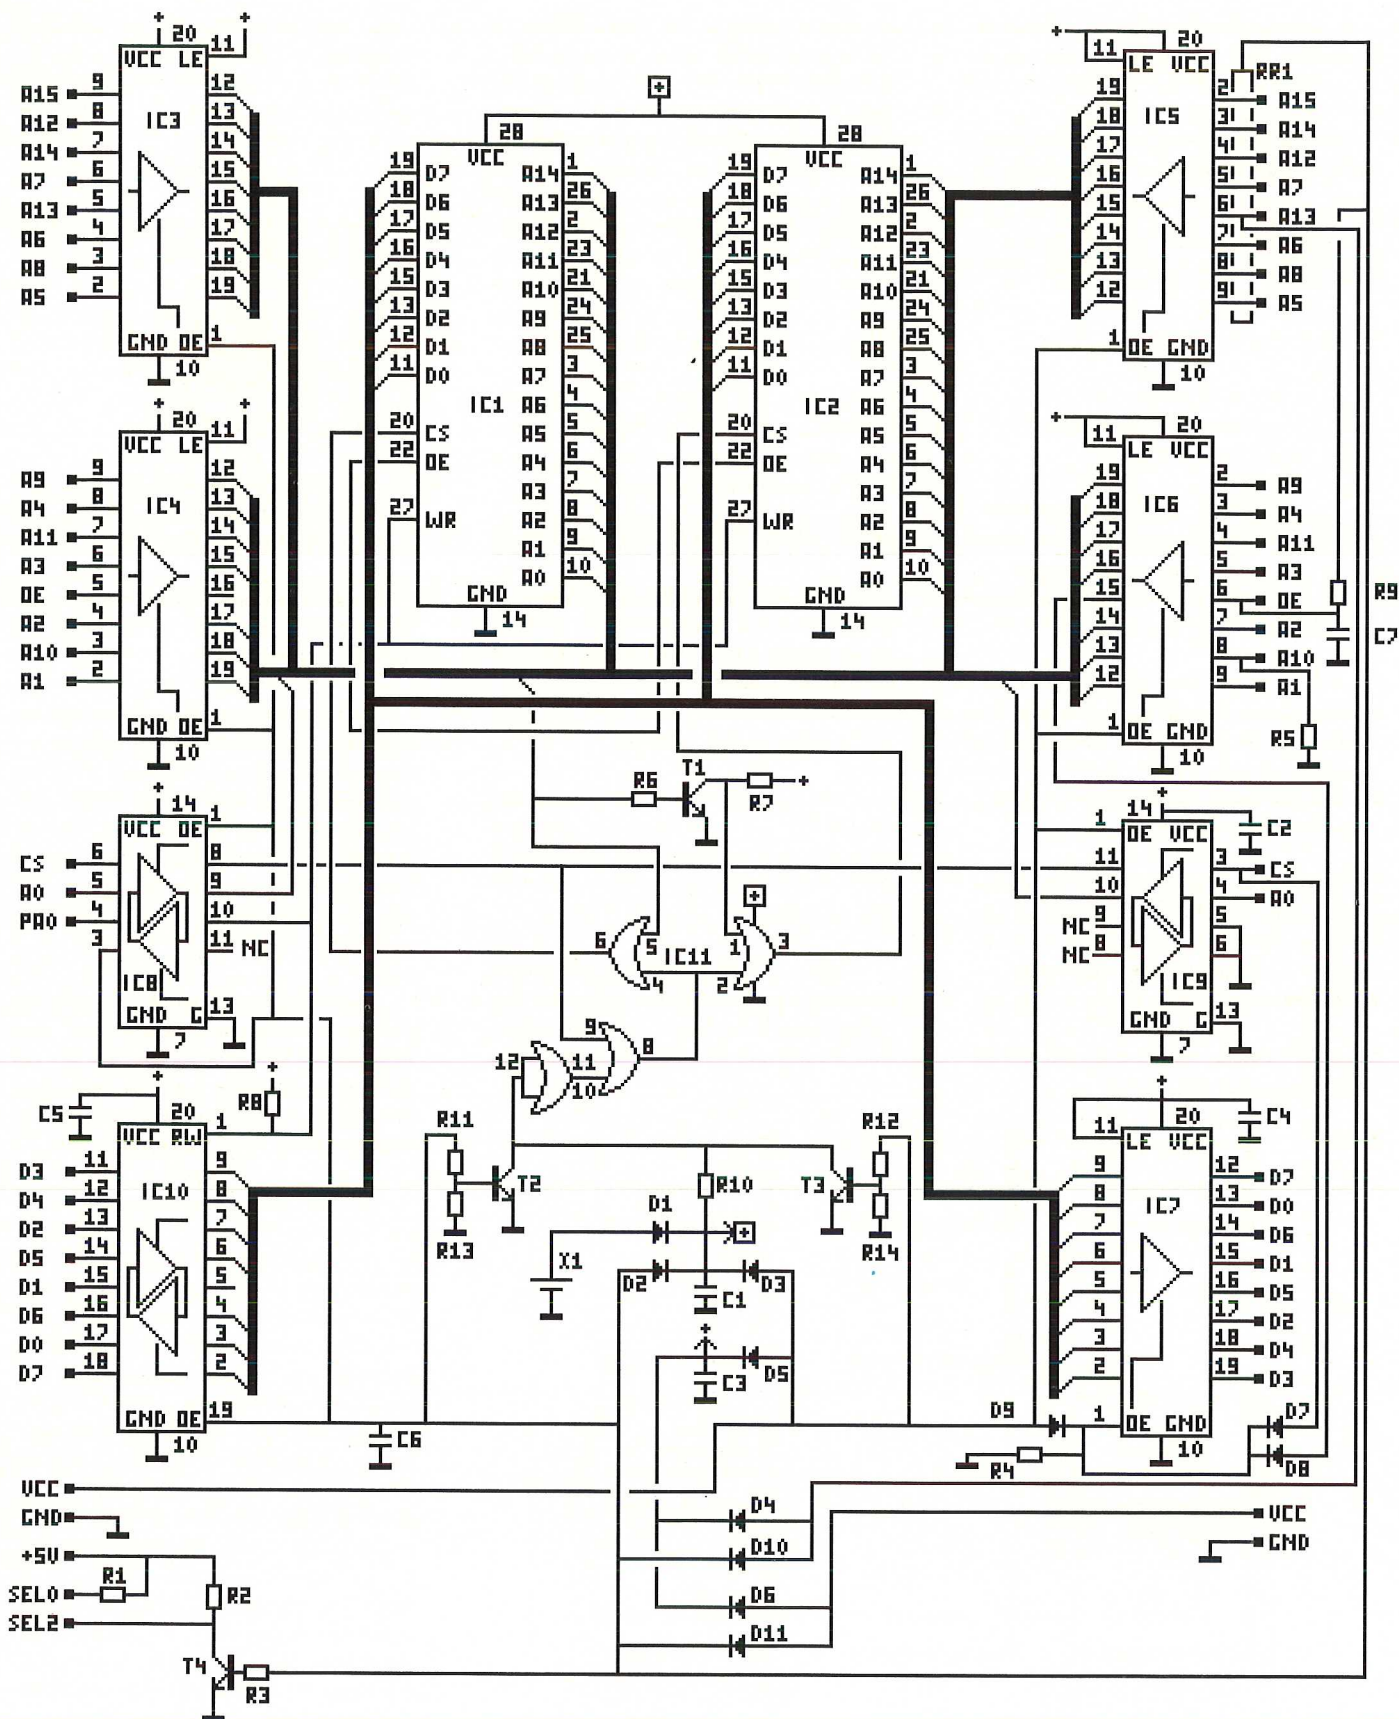 + 20 + 11
VCC LE
IC3
A15 9
A12 8
A14 7
A7 6
A13 5
A6 4
A8 3
A5 2
12
13
14
15
16
17
18
19
GND OE 1
10
+ 20 + 11
VCC LE
IC4
A9 9
A4 8
A11 7
A3 6
OE 5
A2 4
A10 3
A1 2
12
13
14
15
16
17
18
19
GND OE 1
10
+ 14
VCC OE 1
CS 6
A0 5
PA0 4
3
8
9
10
11 NC
IC8
GND G 13
7
+ +
C5 20 R8
VCC RW 1
IC10
D3 11
D4 12
D2 13
D5 14
D1 15
D6 16
D0 17
D7 18
9
8
7
6
5
4
3
2
GND OE 19
10
C6
VCC
GND
+5V
SEL0 R1
SEL2
R2
T4
R3
+
28
VCC
IC1
19 D7
18 D6
17 D5
16 D4
15 D3
13 D2
12 D1
11 D0
20 CS
22 OE
27 WR
A14 1
A13 26
A12 2
A11 23
A10 21
A9 24
A8 25
A7 3
A6 4
A5 5
A4 6
A3 7
A2 8
A1 9
A0 10
GND
14
28
VCC
IC2
19 D7
18 D6
17 D5
16 D4
15 D3
13 D2
12 D1
11 D0
20 CS
22 OE
27 WR
A14 1
A13 26
A12 2
A11 23
A10 21
A9 24
A8 25
A7 3
A6 4
A5 5
A4 6
A3 7
A2 8
A1 9
A0 10
GND
14
R6 T1 R7 +
+
6 5 IC11 1 3
4 2
9 8
12 11
10
R11 R12
T2 R10 T3
R13 D1 + R14
X1
D2 D3
C1
+
D5
C3
D9
R4
D4
D10
D6
D11
+ 20
11
LE VCC
RR1
IC5
19
18
17
16
15
14
13
12
2 A15
3 A14
4 A12
5 A7
6 A13
7 A6
8 A8
9 A5
1 OE GND
10
+ 20
11
LE VCC
IC6
19
18
17
16
15
14
13
12
2 A9
3 A4
4 A11
5 A3
6 OE
7 A2
8 A10
9 A1
R9
C7
R5
1 OE GND
10
+
14 C2
1 OE VCC
11
10
NC 9
NC 8
3 CS
4 A0
5
6
IC9
GND G 13
7
+
20 C4
11
LE VCC
IC7
9
8
7
6
5
4
3
2
12 D7
13 D0
14 D6
15 D1
16 D5
17 D2
18 D4
19 D3
1 OE GND
10
D7
D8
VCC
GND